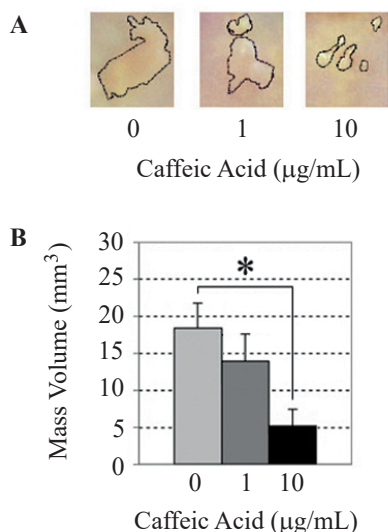 A
0 1 10
Caffeic Acid (µg/mL)
B
Mass Volume (mm³)
30
25
20
15
10
5
0
*
0 1 10
Caffeic Acid (µg/mL)